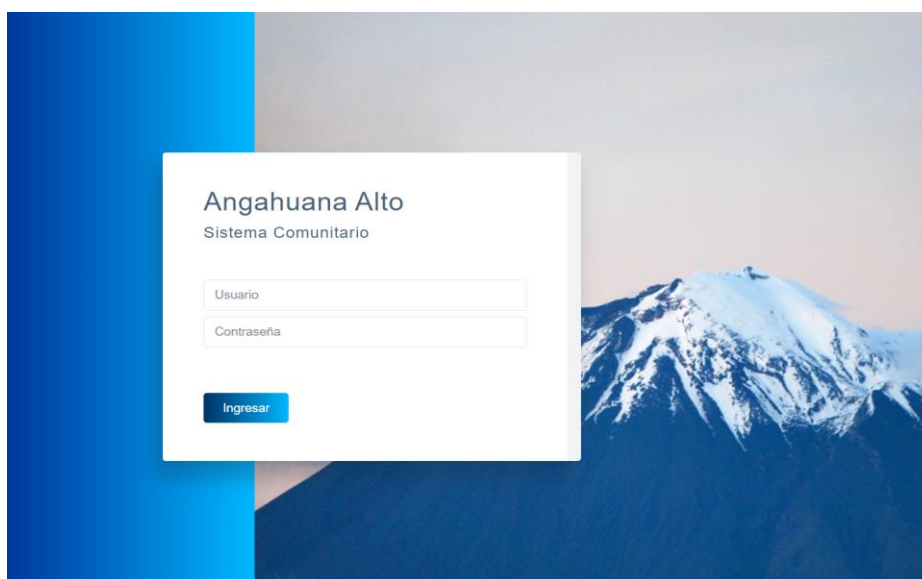 Angahuana Alto
Sistema Comunitario
Usuario
Contraseña
Ingresar